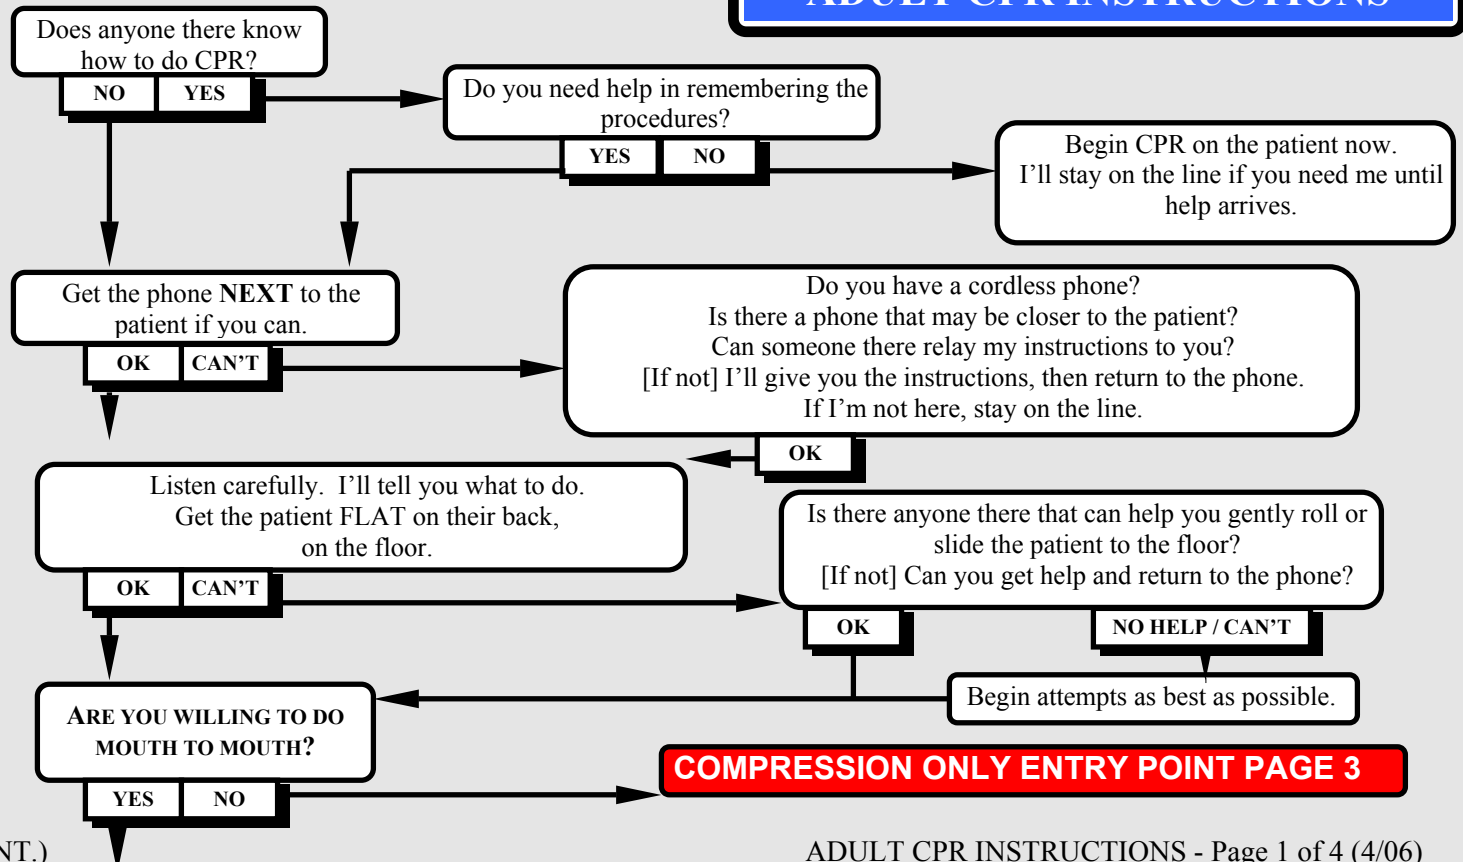 ADULT CPR INSTRUCTIONS
Does anyone there know
how to do CPR?
NO YES
Do you need help in remembering the
procedures?
YES NO
Begin CPR on the patient now.
I'll stay on the line if you need me until
help arrives.
Get the phone NEXT to the
patient if you can.
OK CAN'T
Do you have a cordless phone?
Is there a phone that may be closer to the patient?
Can someone there relay my instructions to you?
[If not] I'll give you the instructions, then return to the phone.
If I'm not here, stay on the line.
OK
Listen carefully. I'll tell you what to do.
Get the patient FLAT on their back,
on the floor.
OK CAN'T
Is there anyone there that can help you gently roll or
slide the patient to the floor?
[If not] Can you get help and return to the phone?
OK
NO HELP / CAN'T
Begin attempts as best as possible.
ARE YOU WILLING TO DO
MOUTH TO MOUTH?
YES NO
COMPRESSION ONLY ENTRY POINT PAGE 3
NT.)
ADULT CPR INSTRUCTIONS - Page 1 of 4 (4/06)